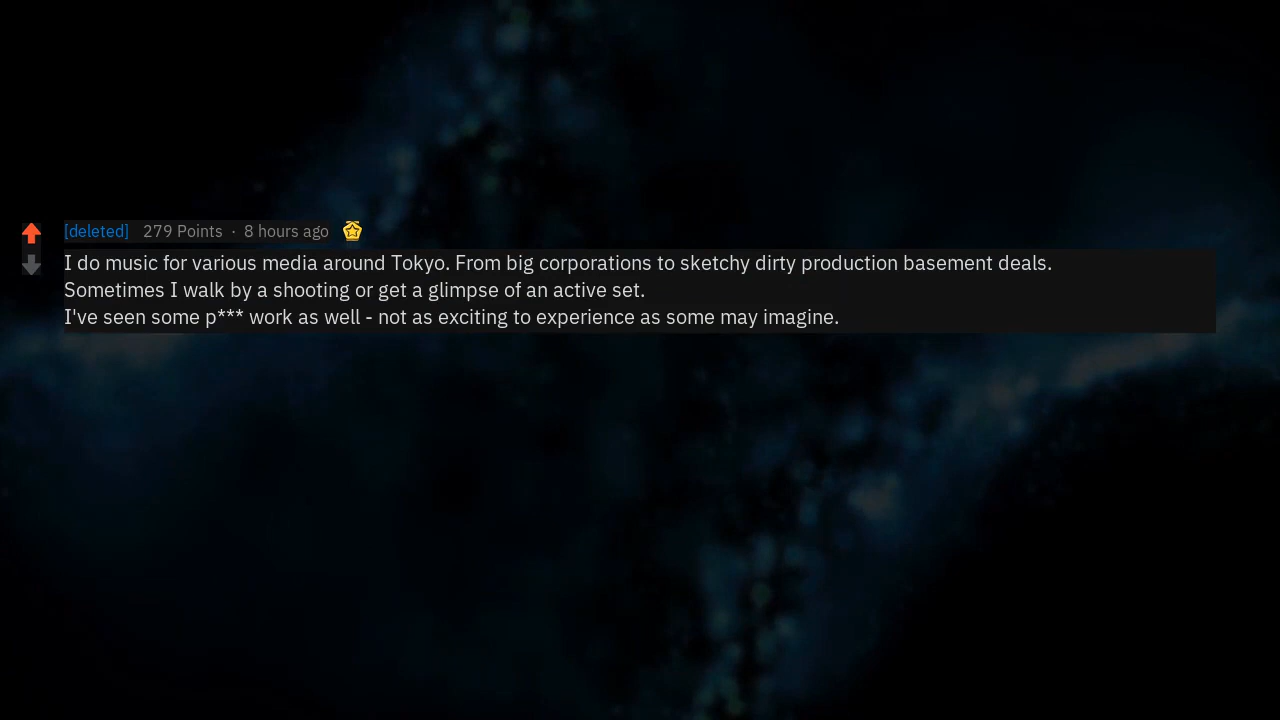 [deleted] 279 Points · 8 hours ago
I do music for various media around Tokyo. From big corporations to sketchy dirty production basement deals.
Sometimes I walk by a shooting or get a glimpse of an active set.
I've seen some p*** work as well - not as exciting to experience as some may imagine.